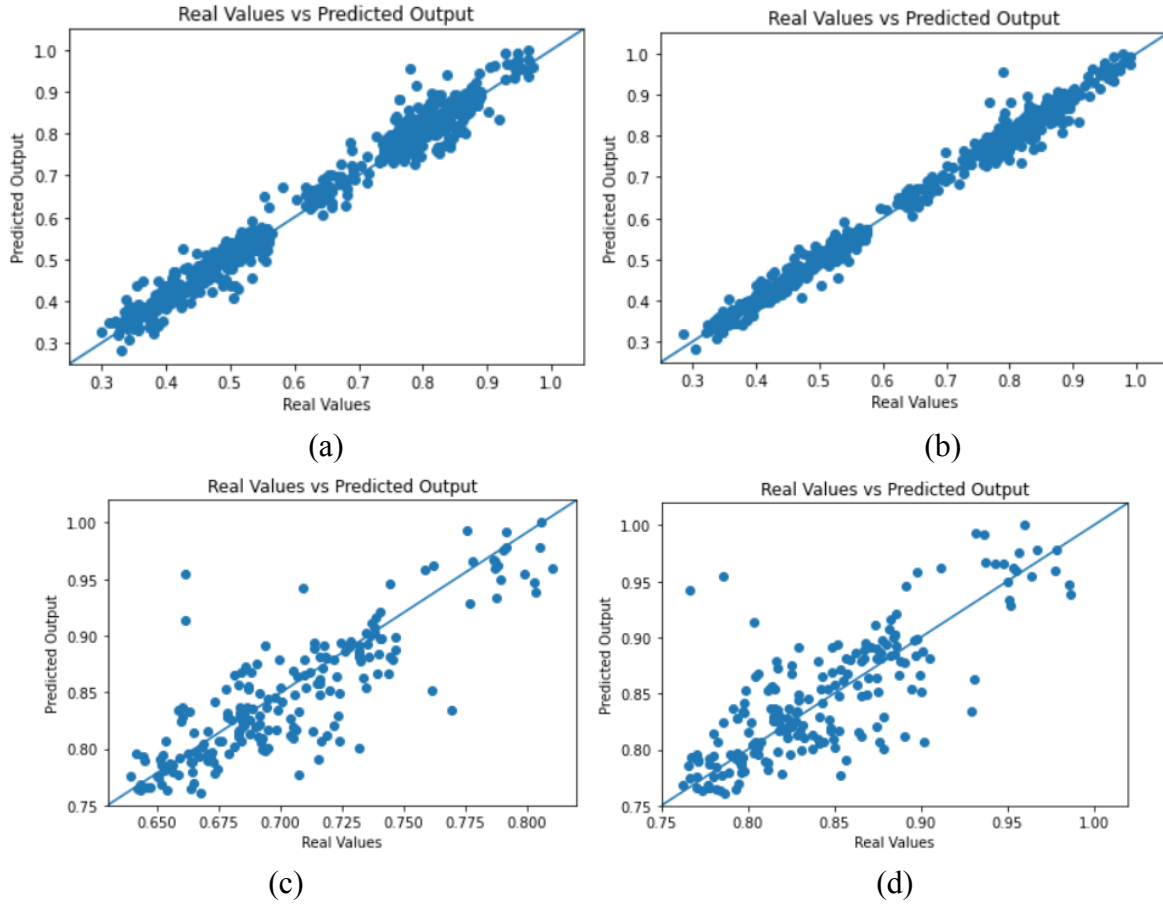 Real Values vs Predicted Output
Predicted Output
1.0
0.9
0.8
0.7
0.6
0.5
0.4
0.3
0.3 0.4 0.5 0.6 0.7 0.8 0.9 1.0
Real Values
(a)
Real Values vs Predicted Output
Predicted Output
1.0
0.9
0.8
0.7
0.6
0.5
0.4
0.3
0.3 0.4 0.5 0.6 0.7 0.8 0.9 1.0
Real Values
(b)
Real Values vs Predicted Output
Predicted Output
1.00
0.95
0.90
0.85
0.80
0.75
0.650 0.675 0.700 0.725 0.750 0.775 0.800
Real Values
(c)
Real Values vs Predicted Output
Predicted Output
1.00
0.95
0.90
0.85
0.80
0.75
0.75 0.80 0.85 0.90 0.95 1.00
Real Values
(d)